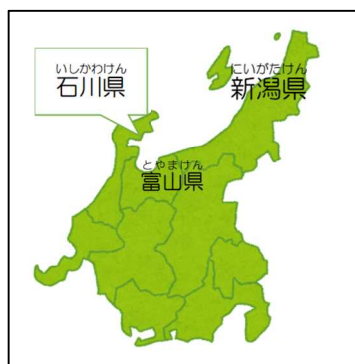 いしかわけん
石川県
にいがたけん
新潟県
とやまけん
富山県